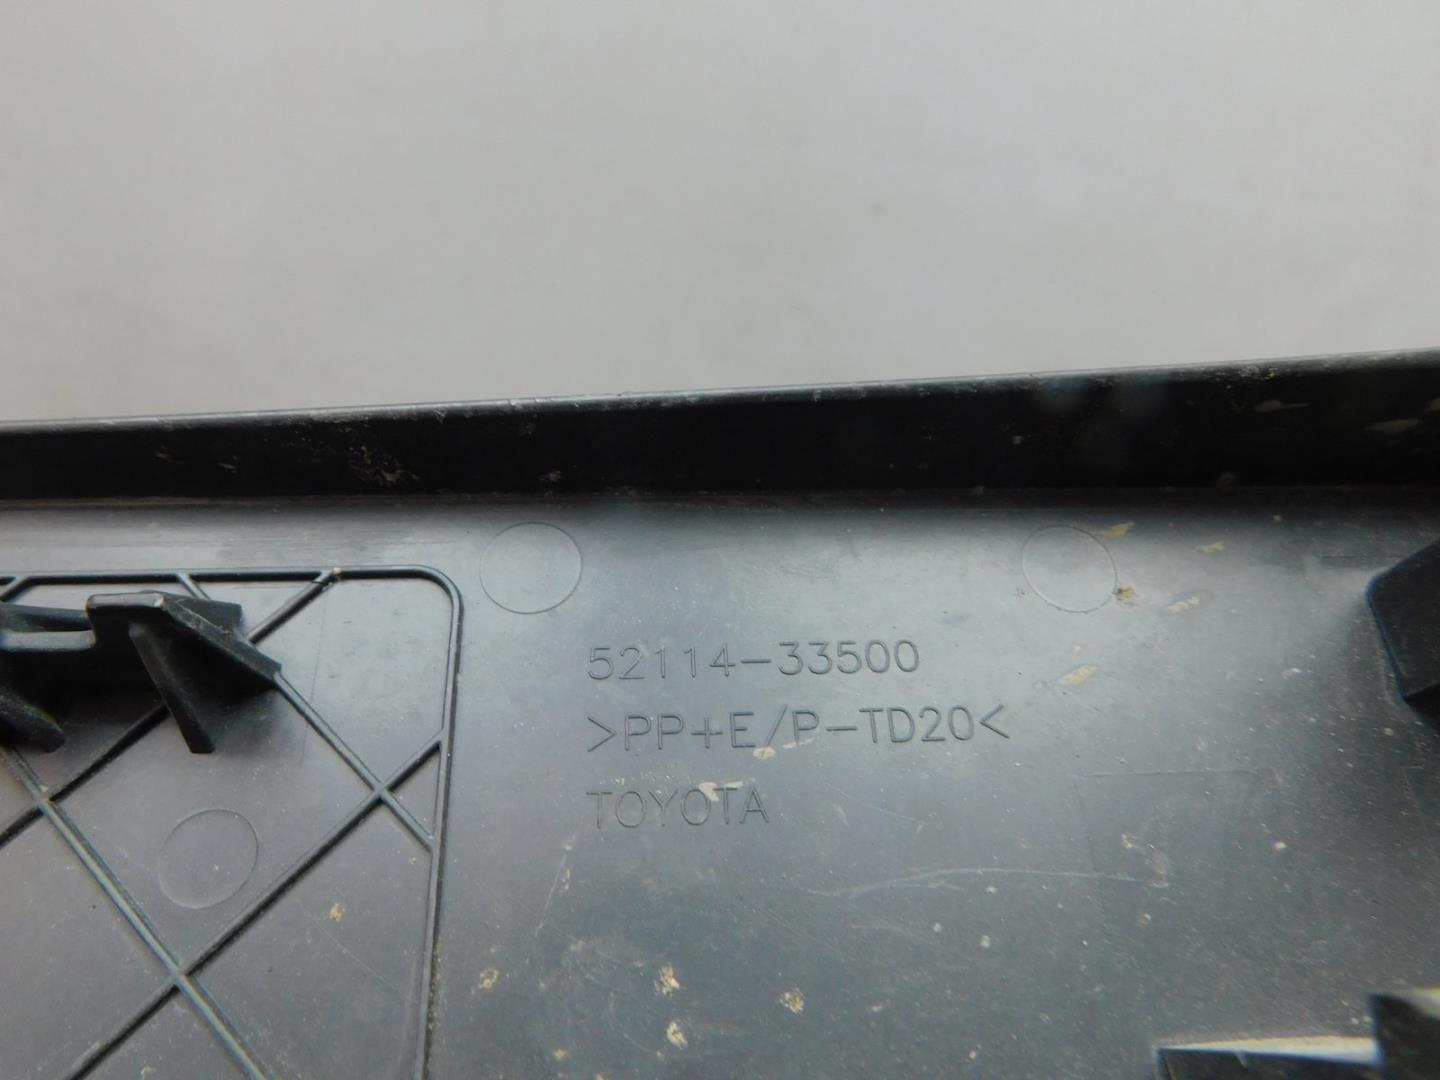 52114-33500
>PP+E/P-TD20<
TOYOTA